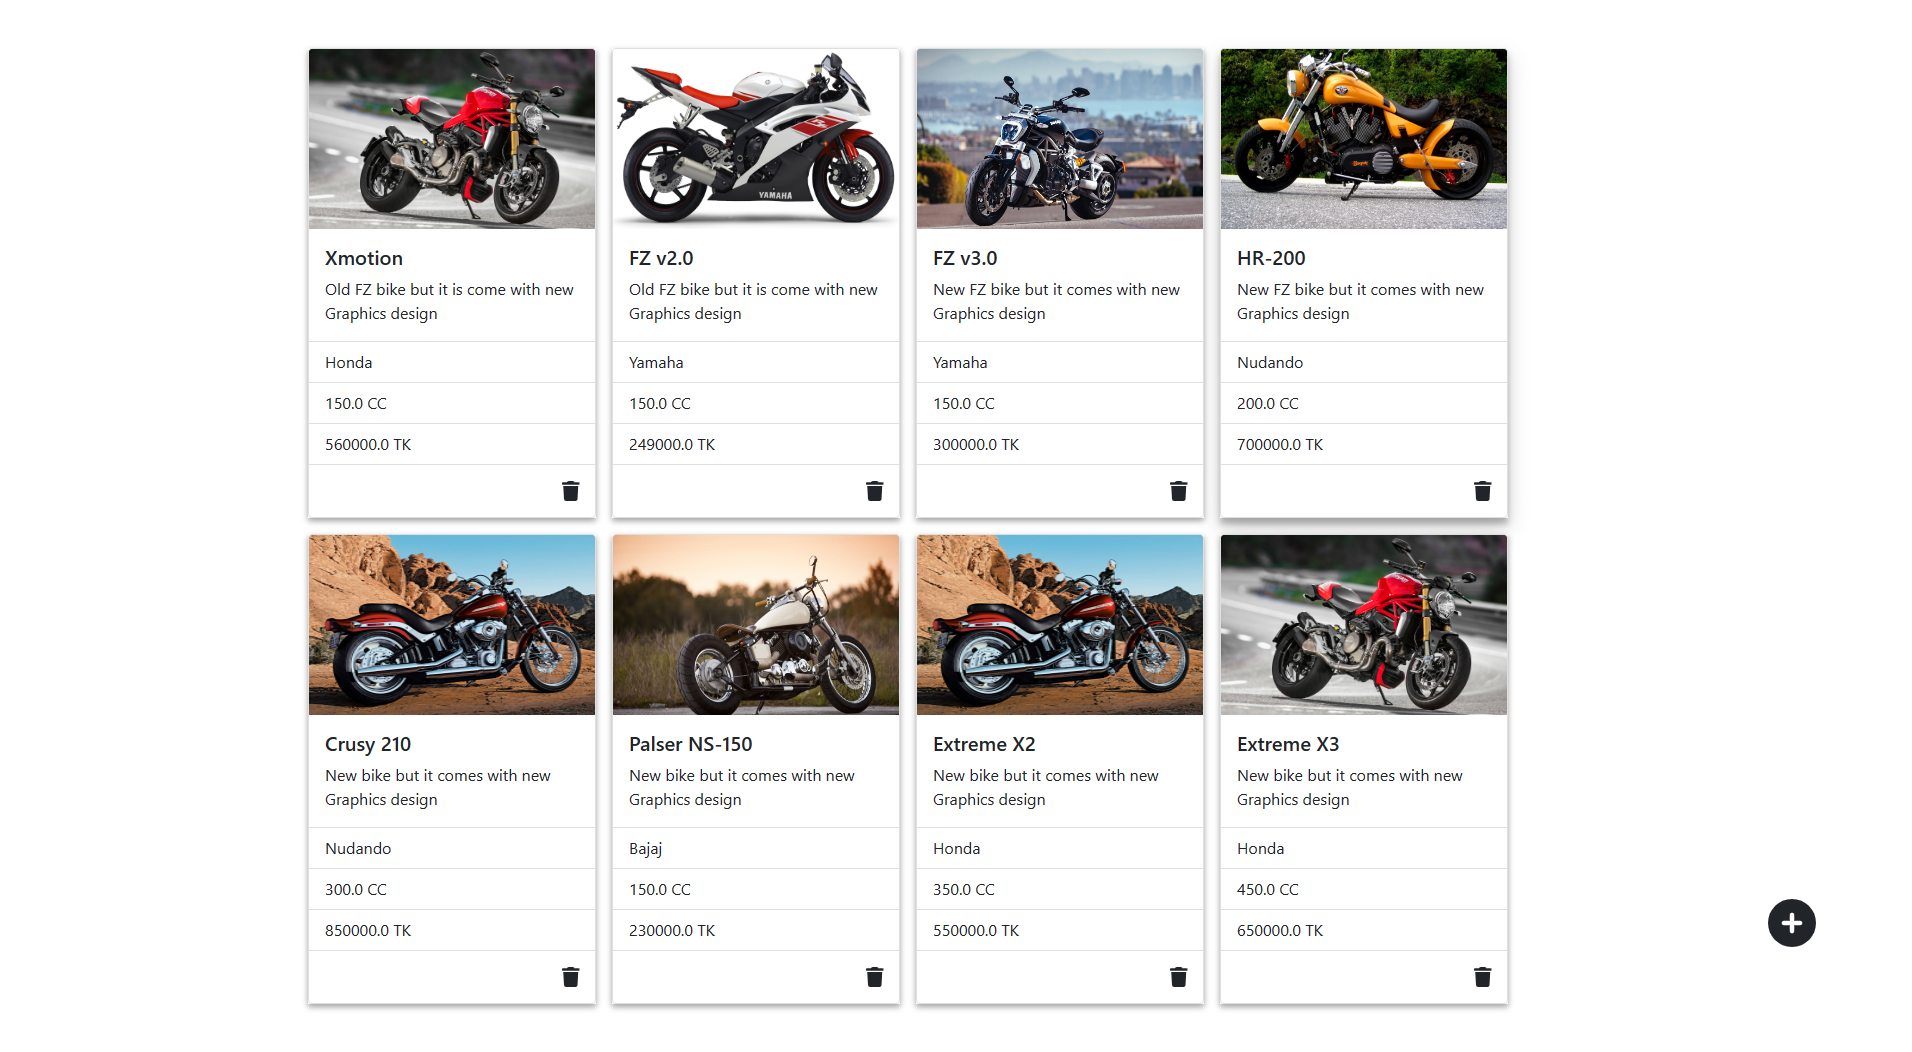 YAMAHA
Xmotion
Old FZ bike but it is come with new
Graphics design
Honda
150.0 CC
560000.0 TK
FZ v2.0
Old FZ bike but it is come with new
Graphics design
Yamaha
150.0 CC
249000.0 TK
FZ v3.0
New FZ bike but it comes with new
Graphics design
Yamaha
150.0 CC
300000.0 TK
HR-200
New FZ bike but it comes with new
Graphics design
Nudando
200.0 CC
700000.0 TK
Crusy 210
New bike but it comes with new
Graphics design
Nudando
300.0 CC
850000.0 TK
Palser NS-150
New bike but it comes with new
Graphics design
Bajaj
150.0 CC
230000.0 TK
Extreme X2
New bike but it comes with new
Graphics design
Honda
350.0 CC
550000.0 TK
Extreme X3
New bike but it comes with new
Graphics design
Honda
450.0 CC
650000.0 TK